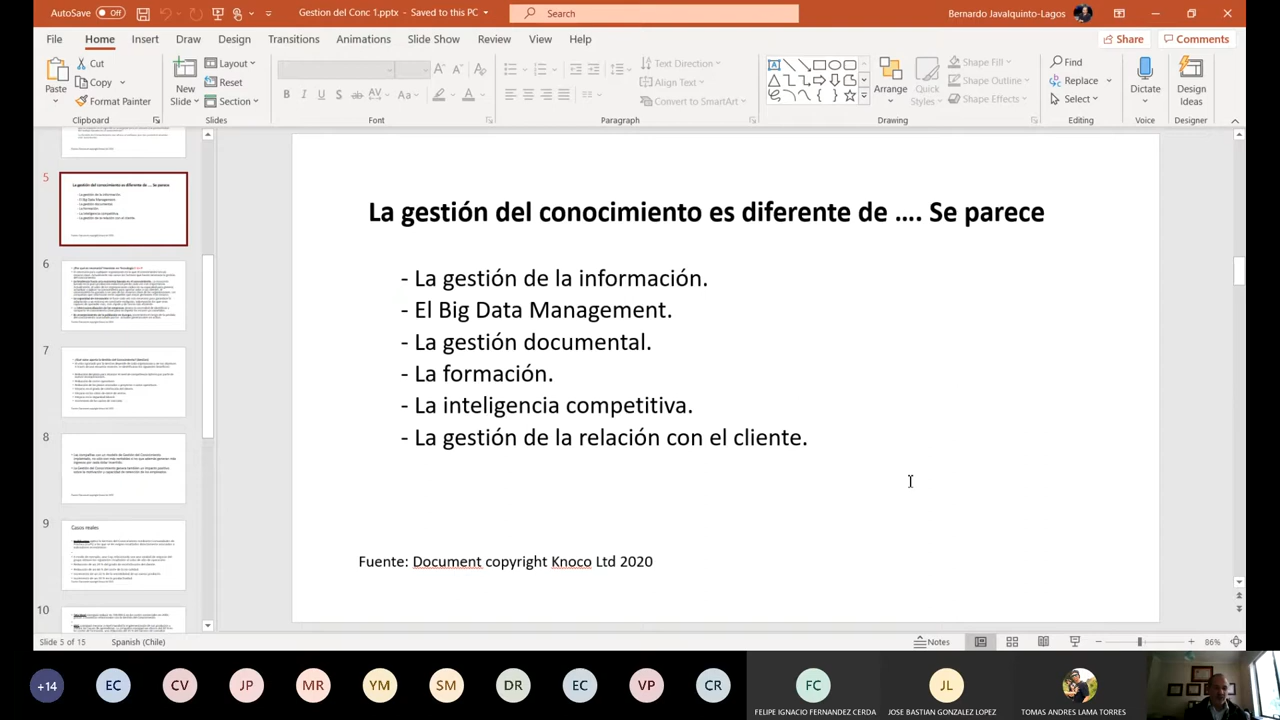 AutoSave Off Gestion del Conc 1.pptx - Saved to this PC Search Bernardo Javalquinto-Lagos
File Home Insert Draw Design Transitions Animations Slide Show Review View Help Share Comments
Paste Cut Copy Format Painter
Clipboard
New Slide Layout Reset Section
Slides
Font
Text Direction Align Text Convert to SmartArt
Paragraph
Arrange Quick Styles Shape Fill Shape Outline Shape Effects
Drawing
Find Replace Select
Editing
Dictate
Voice
Design Ideas
Designer
5
6
7
8
9
Casos reales
10
La gestión del conocimiento es diferente de .... Se parece
- La gestión de la información.
- El Big Data Management.
- La gestión documental.
- La formación.
- La inteligencia competitiva.
- La gestión de la relación con el cliente.
Fuente: Document copyright Knoco Ltd 2020
Slide 5 of 15 Spanish (Chile) Notes 86%
+14 EC CV JP MR YM SM DR EC VP CR FC JL
FELIPE IGNACIO FERNANDEZ CERDA JOSE BASTIAN GONZALEZ LOPEZ TOMAS ANDRES LAMA TORRES